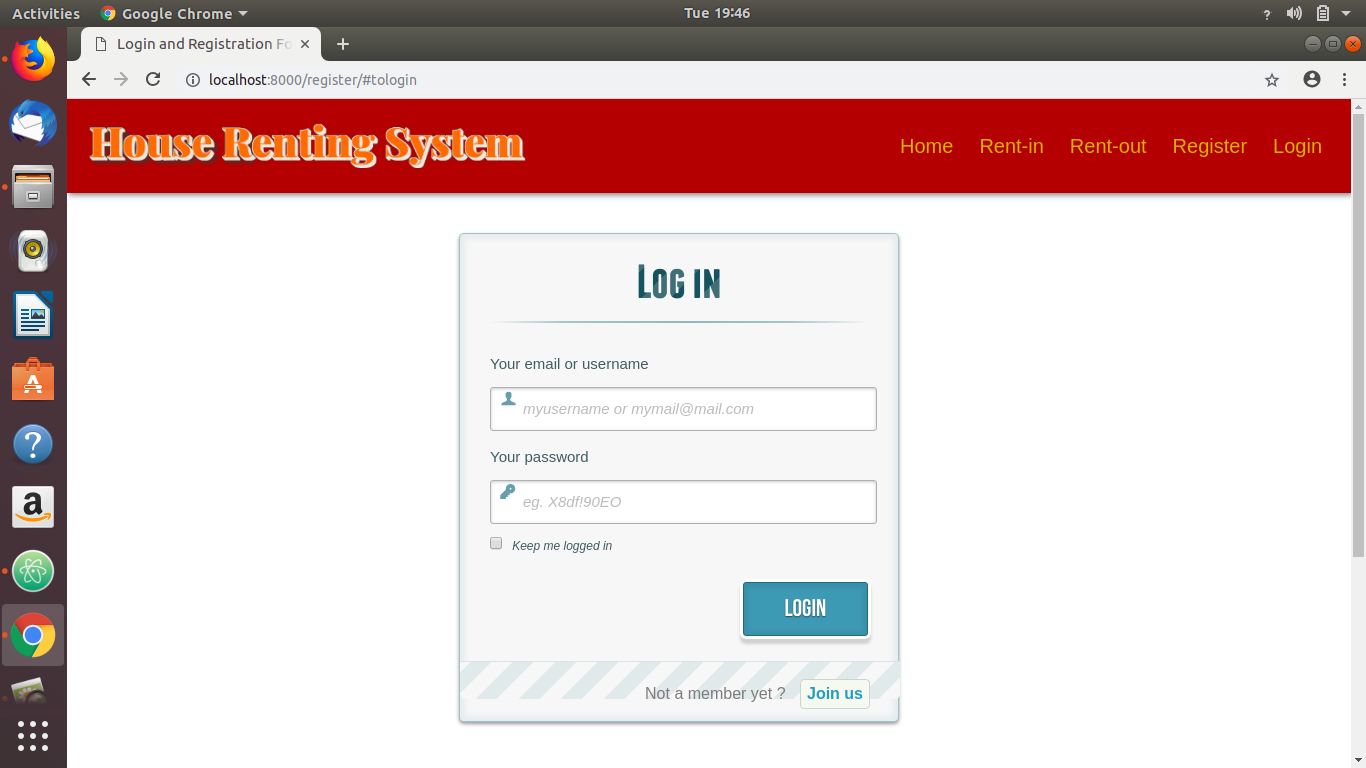 Activities Google Chrome Tue 19:46 ?
Login and Registration Fo
localhost:8000/register/#tologin
House Renting System Home Rent-in Rent-out Register Login
Log in
Your email or username
myusername or mymail@mail.com
Your password
eg. X8df!90EO
Keep me logged in
LOGIN
Not a member yet ? Join us